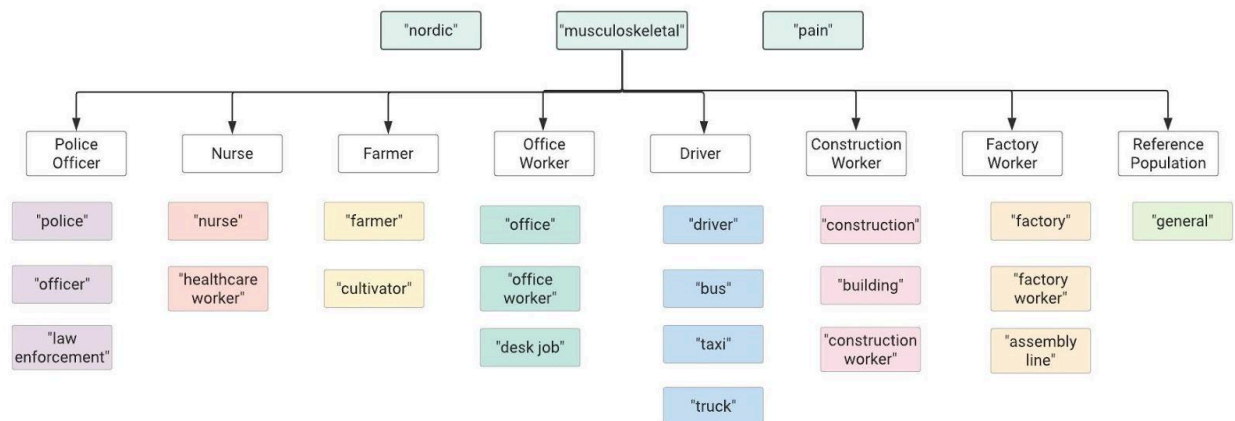 "nordic"
"musculoskeletal"
"pain"
Police
Officer
Nurse
Farmer
Office
Worker
Driver
Construction
Worker
Factory
Worker
Reference
Population
"police"
"nurse"
"farmer"
"office"
"driver"
"construction"
"factory"
"general"
"officer"
"healthcare
worker"
"cultivator"
"office
worker"
"bus"
"building"
"factory
worker"
"law
enforcement"
"desk job"
"taxi"
"construction
worker"
"assembly
line"
"truck"